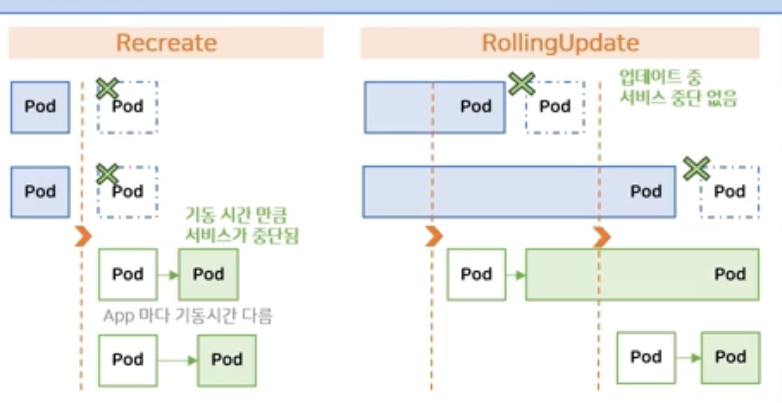 Recreate
RollingUpdate
Pod
Pod
Pod
Pod
기동 시간 만큼
서비스가 중단됨
Pod
Pod
App 마다 기동시간 다름
Pod
Pod
Pod
Pod
업데이트 중
서비스 중단 없음
Pod
Pod
Pod
Pod
Pod
Pod